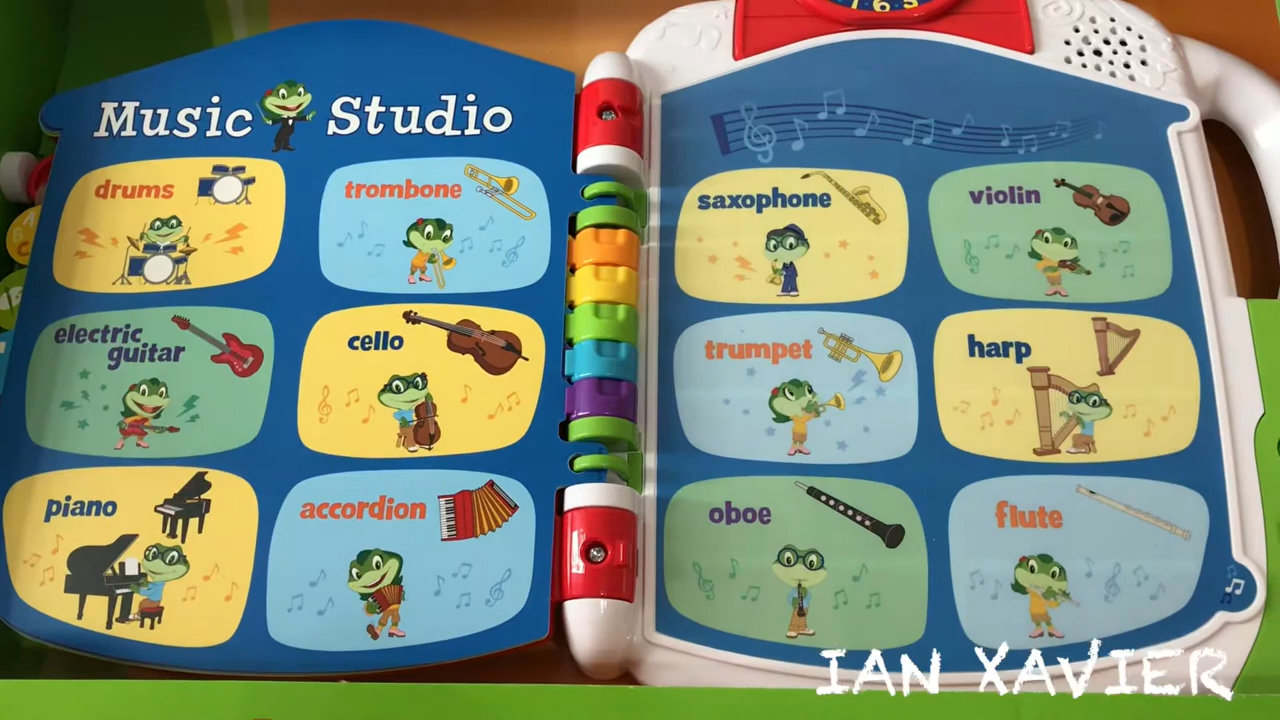 Music Studio
drums
trombone
electric
guitar
cello
piano
accordion
saxophone
violin
trumpet
harp
oboe
flute
IAN XAVIER